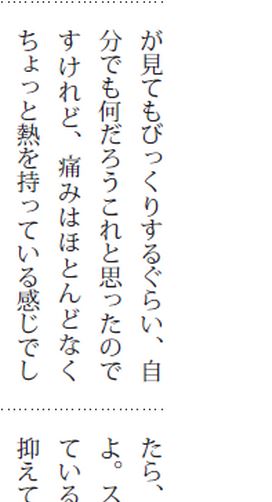 が見てもびっくりするぐらい、自
分でも何だろうこれと思ったので
すけれど、痛みはほとんどなく
ちょっと熱を持っている感じでし
たら、
よ。ス
ている
抑えて